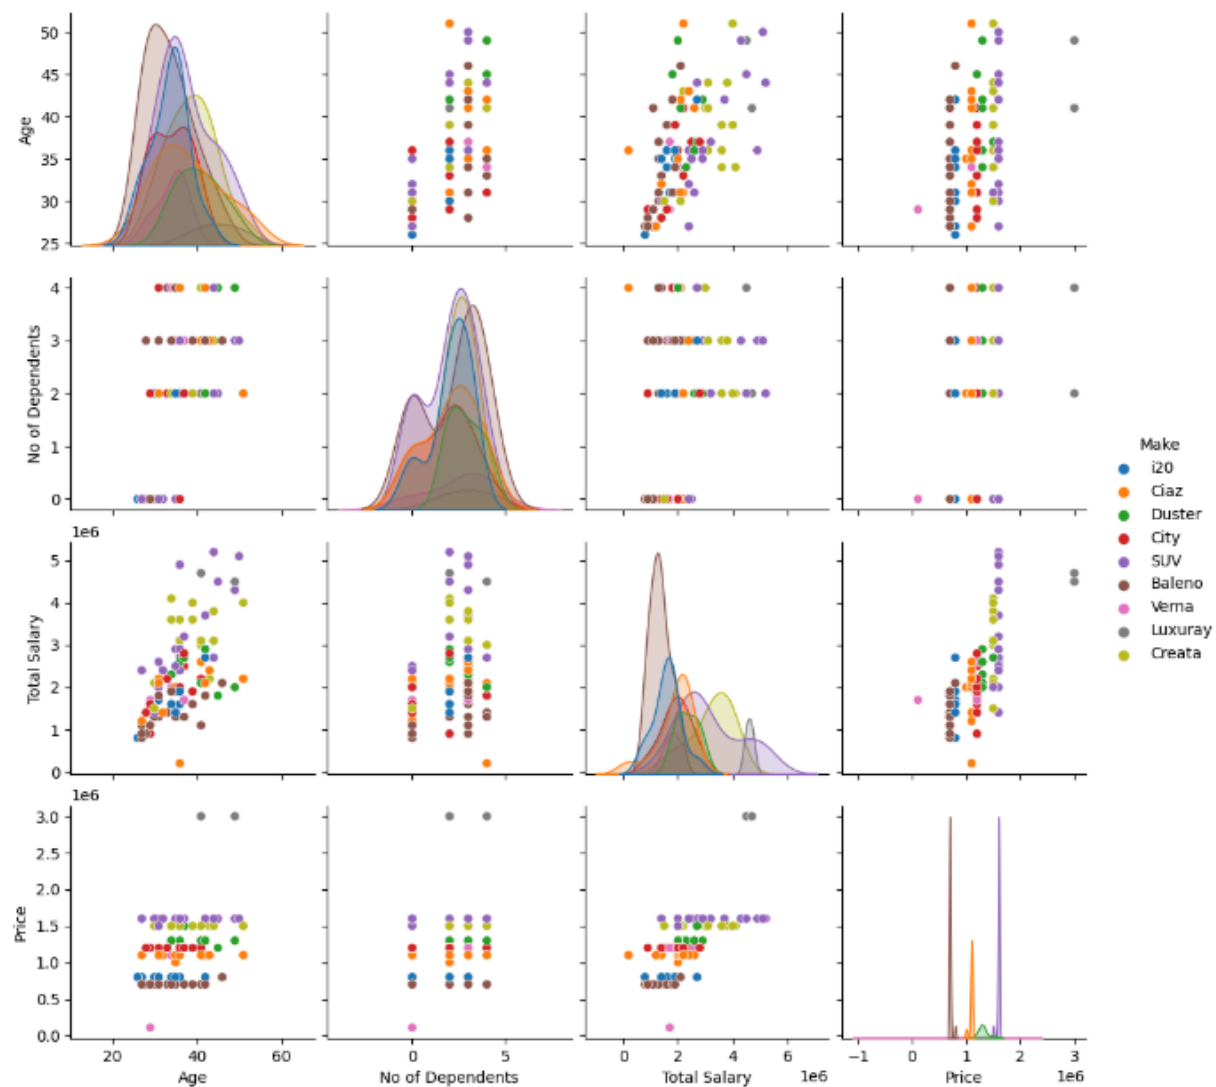 50
45
40
35
30
25
Age
4
3
2
1
0
No of Dependents
1e6
5
4
3
2
1
0
Total Salary
1e6
3.0
2.5
2.0
1.5
1.0
0.5
0.0
Price
20 40 60
Age
0 5
No of Dependents
0 2 4 6
1e6
Total Salary
−1 0 1 2 3
1e6
Price
Make
i20
Ciaz
Duster
City
SUV
Baleno
Verna
Luxuray
Creata